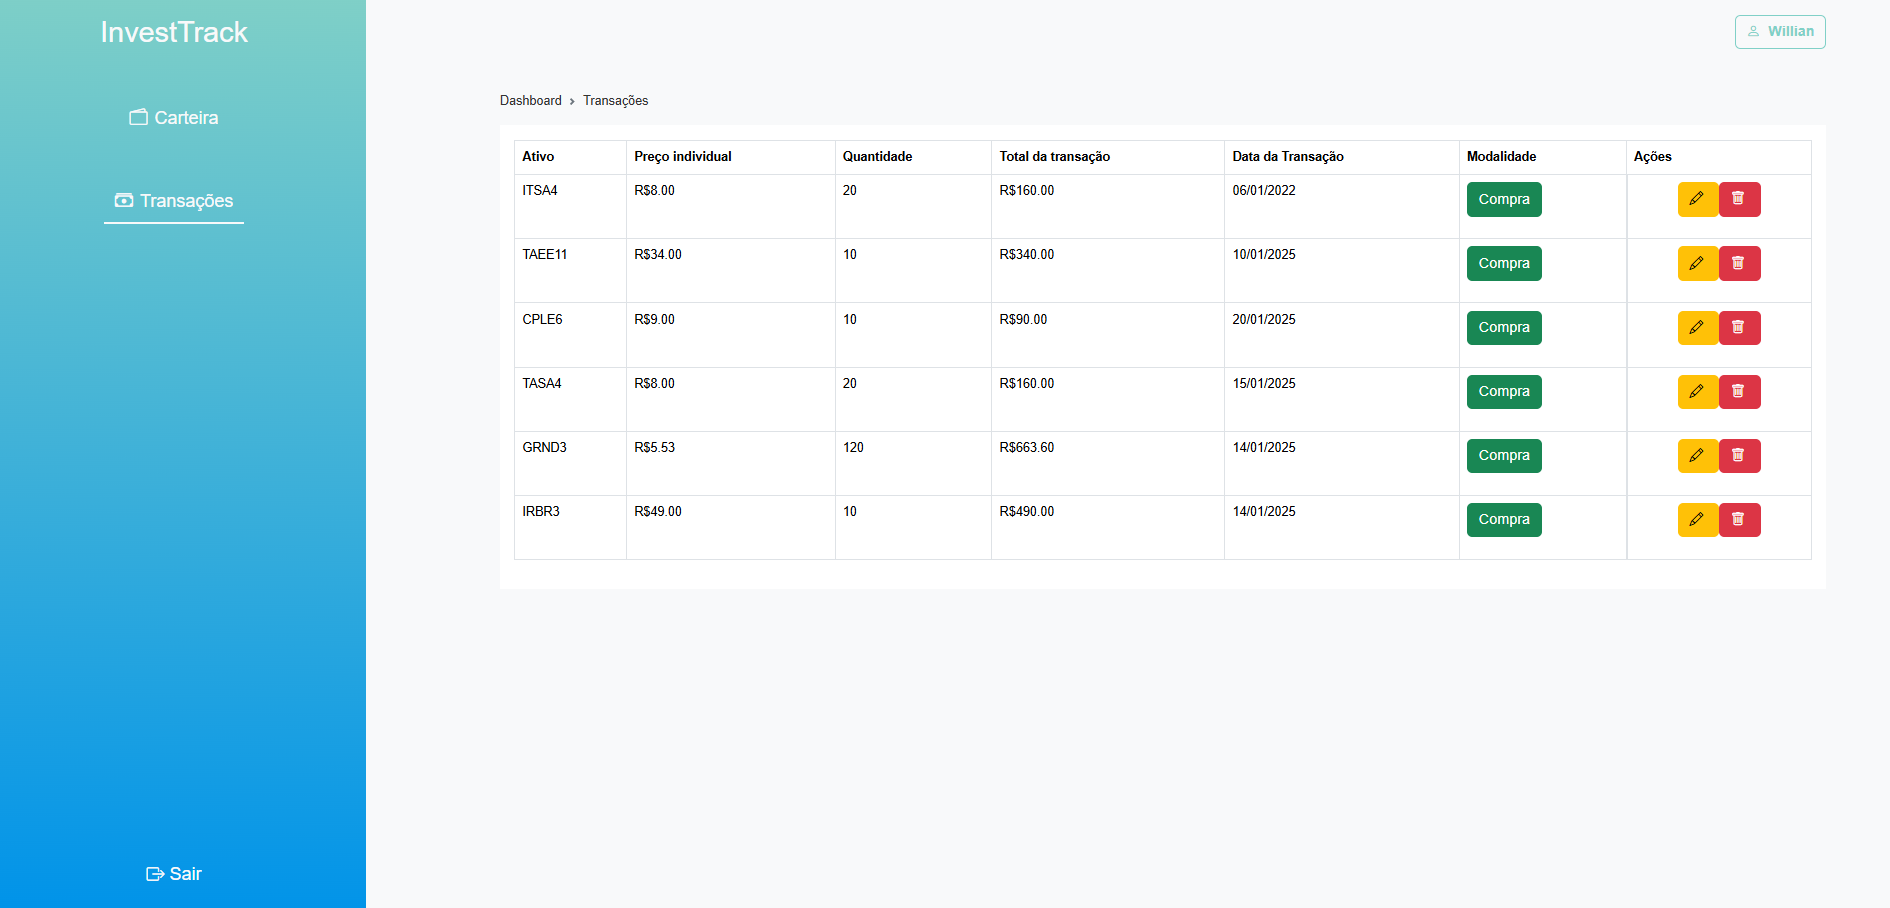 InvestTrack
Willian
Carteira
Transações
Sair
Dashboard > Transações
Ativo Preço individual Quantidade Total da transação Data da Transação Modalidade Ações
ITSA4 R$8.00 20 R$160.00 06/01/2022 Compra
TAEE11 R$34.00 10 R$340.00 10/01/2025 Compra
CPLE6 R$9.00 10 R$90.00 20/01/2025 Compra
TASA4 R$8.00 20 R$160.00 15/01/2025 Compra
GRND3 R$5.53 120 R$663.60 14/01/2025 Compra
IRBR3 R$49.00 10 R$490.00 14/01/2025 Compra